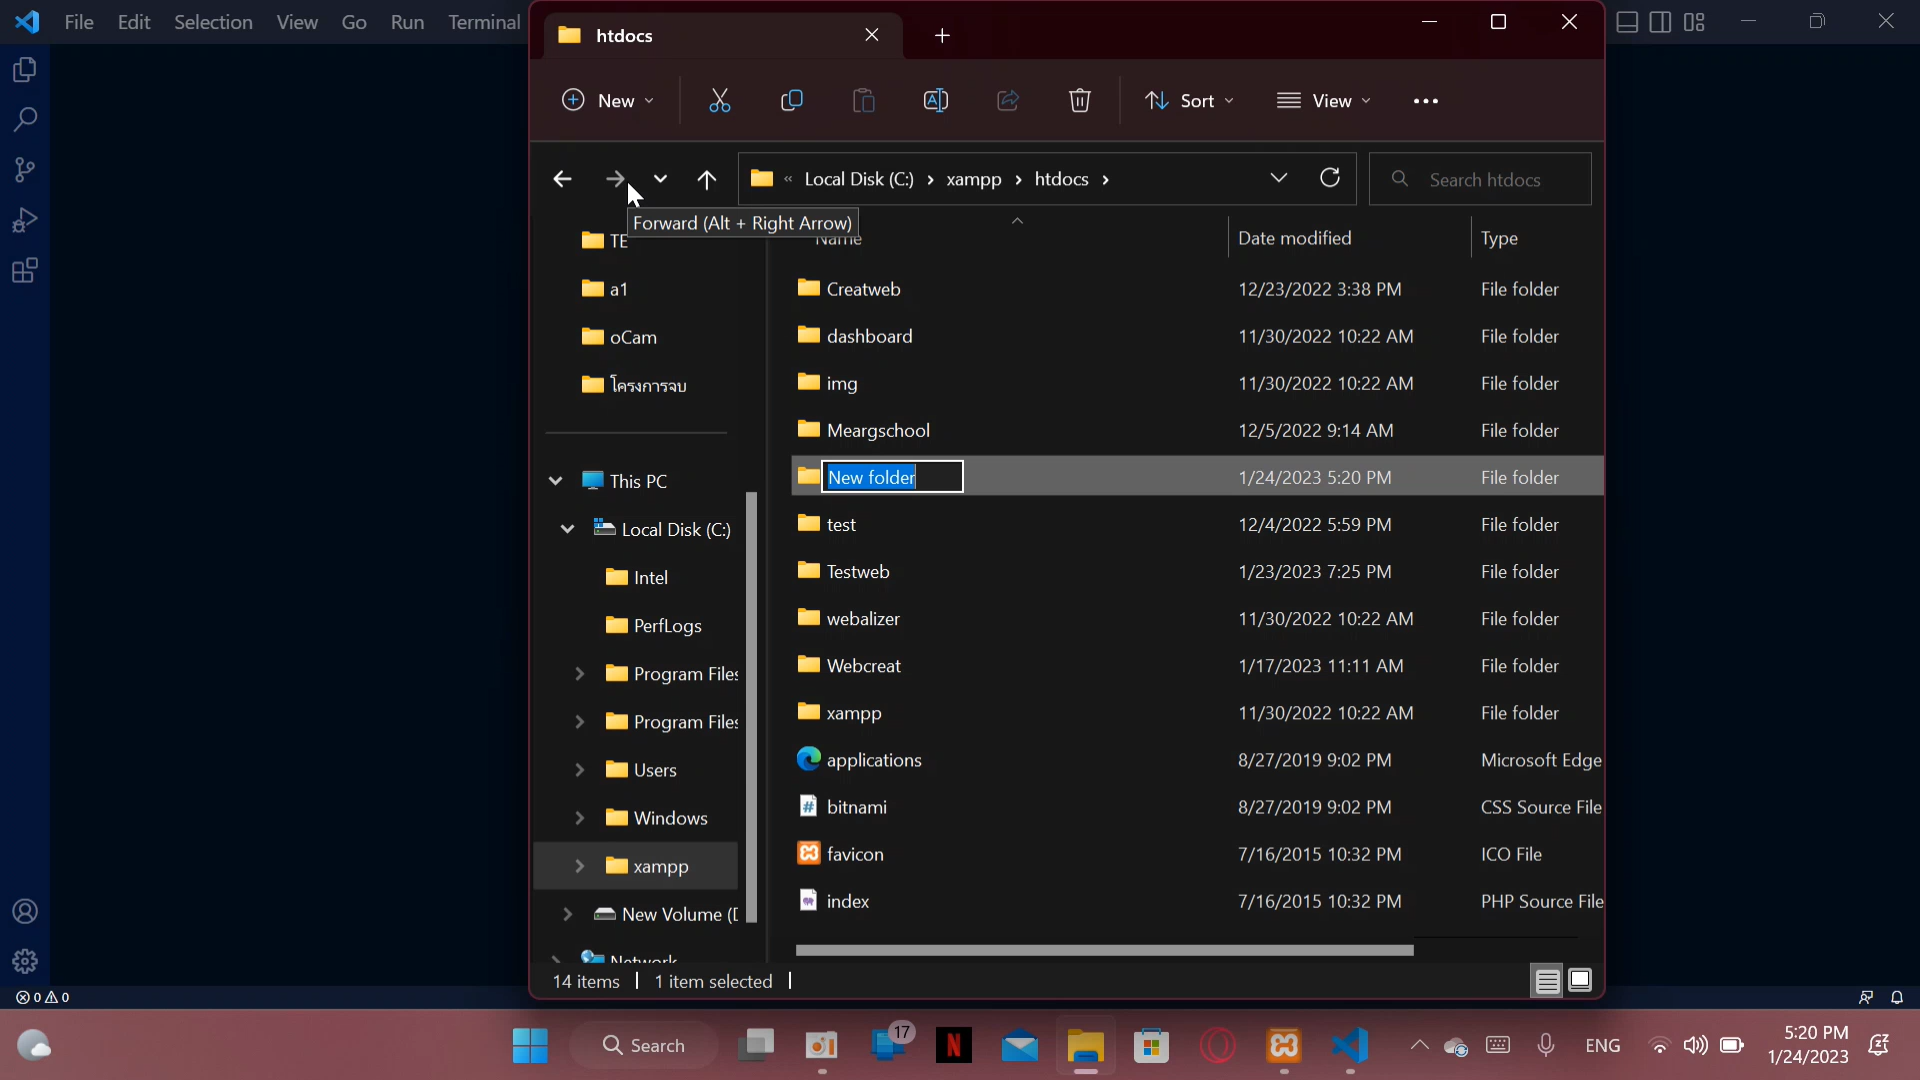 File Edit Selection View Go Run Terminal
htdocs
New
Sort
View
Local Disk (C:)
xampp
htdocs
Search htdocs
Forward (Alt + Right Arrow)
TE
a1
oCam
โครงการจบ
This PC
Local Disk (C:)
Intel
PerfLogs
Program Files
Program Files
Users
Windows
xampp
New Volume (D
Network
Name Date modified Type
Creatweb 12/23/2022 3:38 PM File folder
dashboard 11/30/2022 10:22 AM File folder
img 11/30/2022 10:22 AM File folder
Meargschool 12/5/2022 9:14 AM File folder
New folder 1/24/2023 5:20 PM File folder
test 12/4/2022 5:59 PM File folder
Testweb 1/23/2023 7:25 PM File folder
webalizer 11/30/2022 10:22 AM File folder
Webcreat 1/17/2023 11:11 AM File folder
xampp 11/30/2022 10:22 AM File folder
applications 8/27/2019 9:02 PM Microsoft Edge
bitnami 8/27/2019 9:02 PM CSS Source File
favicon 7/16/2015 10:32 PM ICO File
index 7/16/2015 10:32 PM PHP Source File
14 items 1 item selected
0 0
Search
17
N
ENG
5:20 PM
1/24/2023